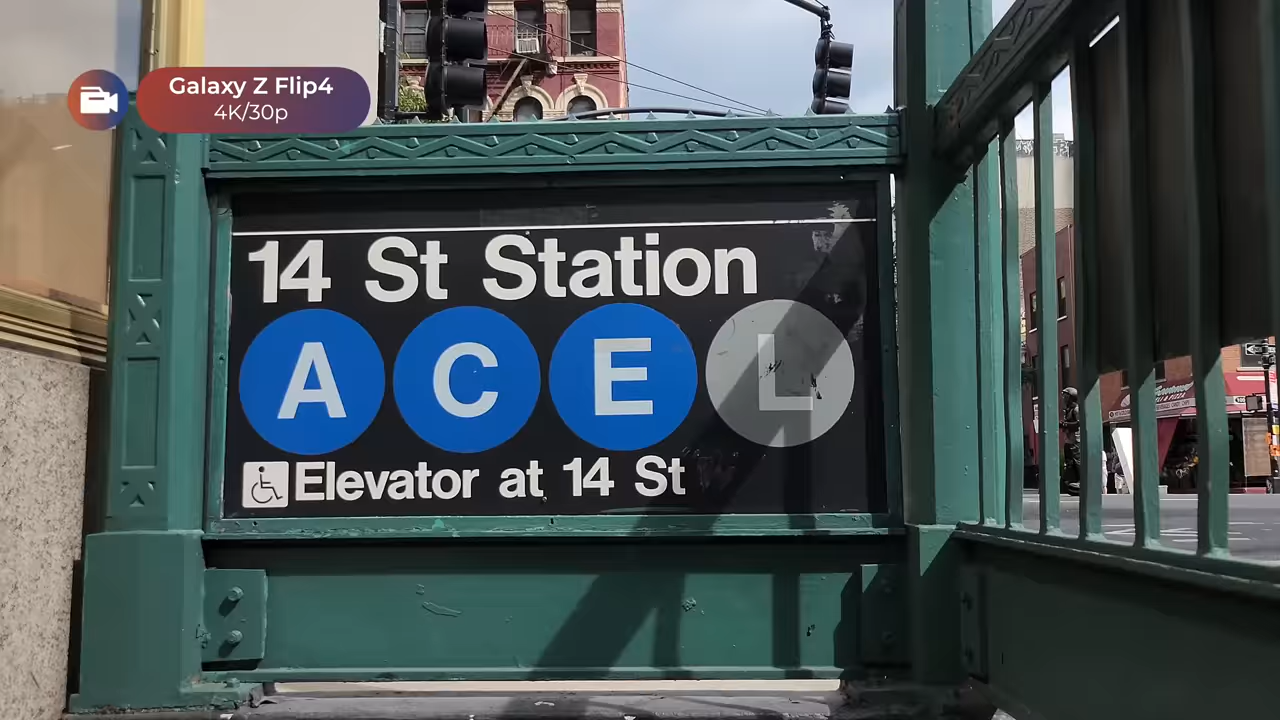 Galaxy Z Flip4
4K/30p
14 St Station
A C E L
Elevator at 14 St